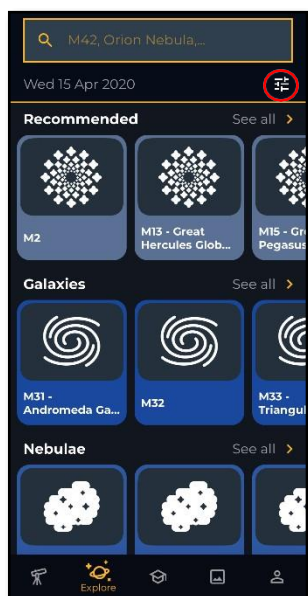 M42, Orion Nebula,...
Wed 15 Apr 2020
Recommended See all >
M2
M13 - Great
Hercules Glob...
M15 - Gr
Pegasus
Galaxies See all >
M31 -
Andromeda Ga...
M32
M33 -
Triangul
Nebulae See all >
Explore